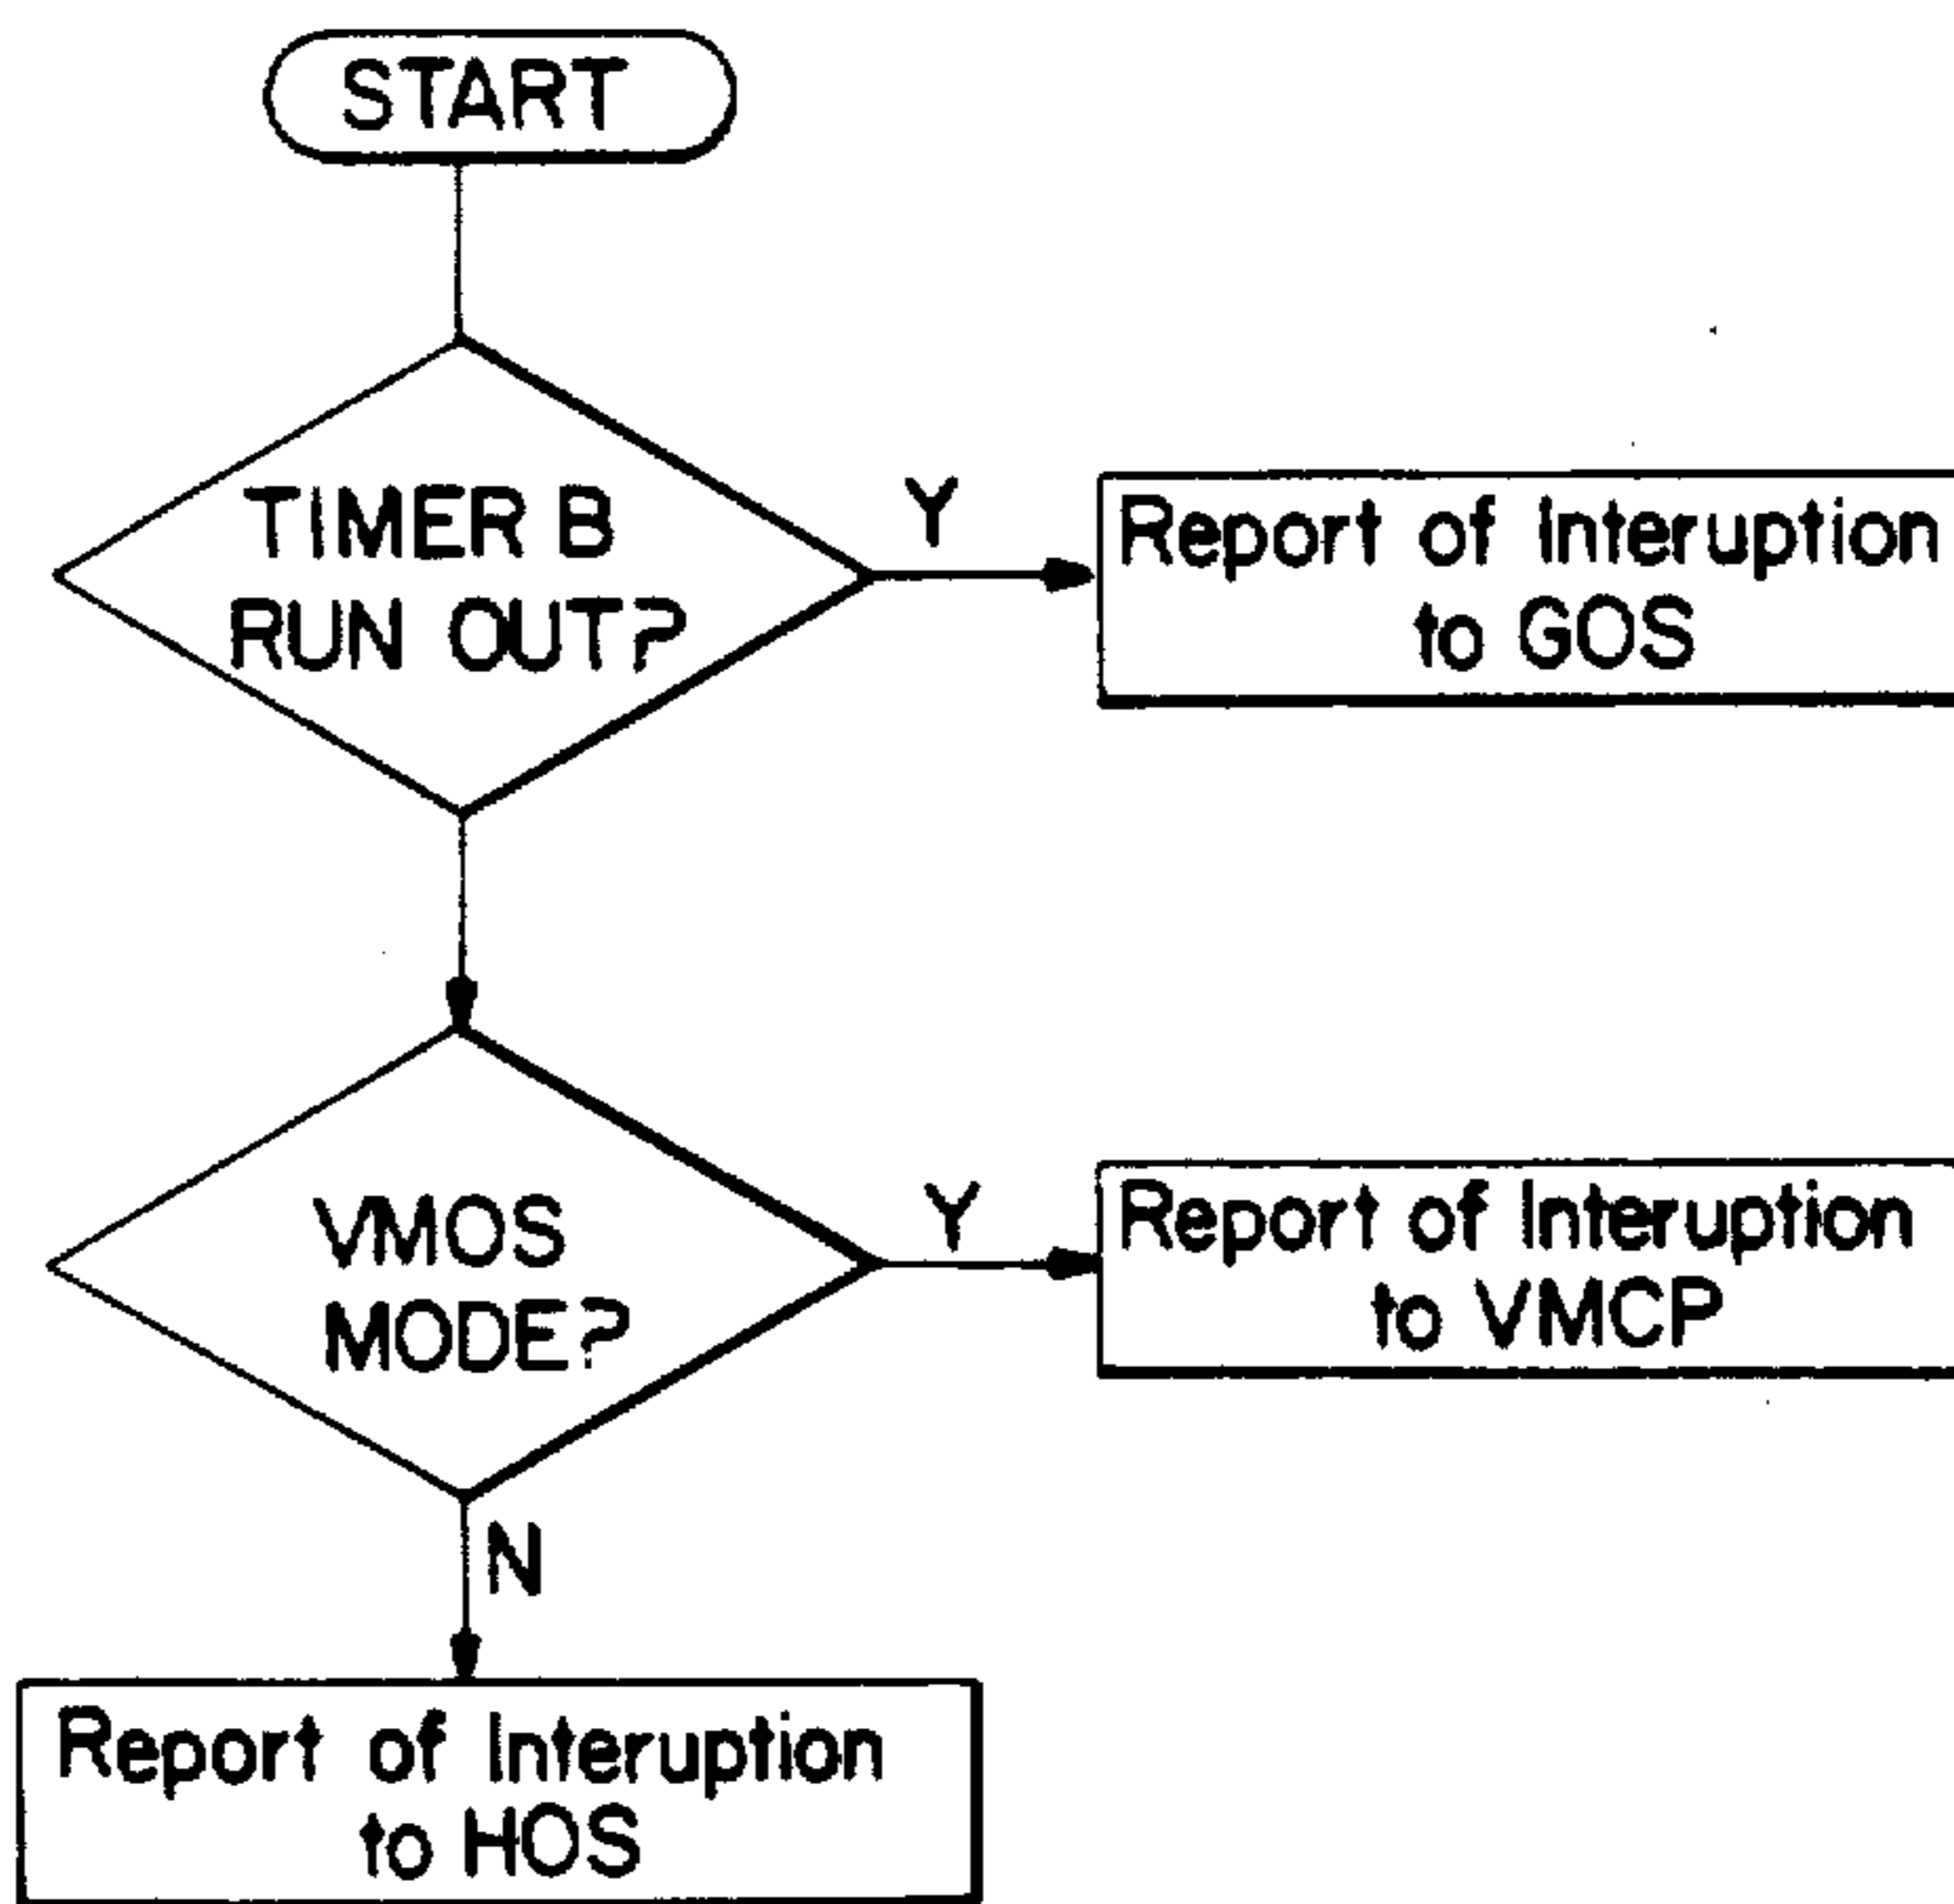 START
TIMER B
RUN OUT?
Y
Report of Interuption
to GOS
VMOS
MODE?
Y
Report of Interuption
to VMCP
N
Report of Interuption
to HOS